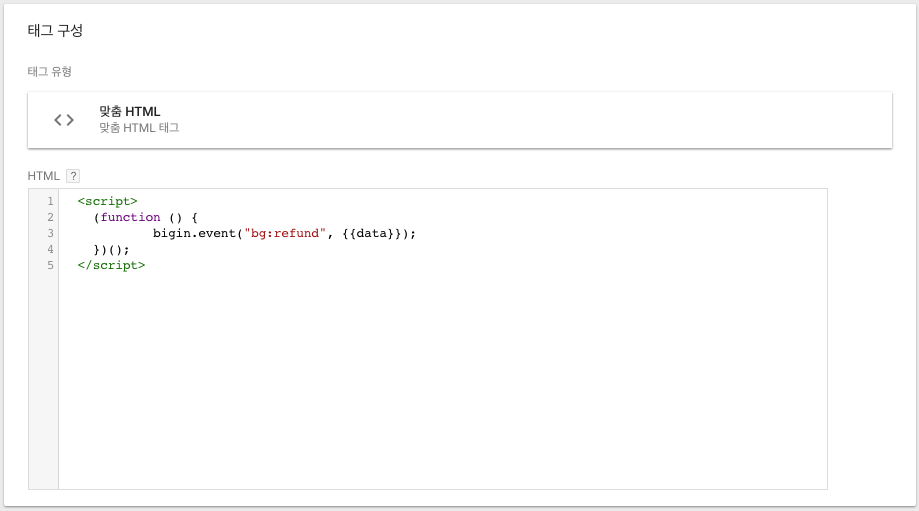 태그 구성
태그 유형
맞춤 HTML
맞춤 HTML 태그
HTML ?
1 <script>
2 (function () {
3 bigin.event("bg:refund", {{data}});
4 })();
5 </script>